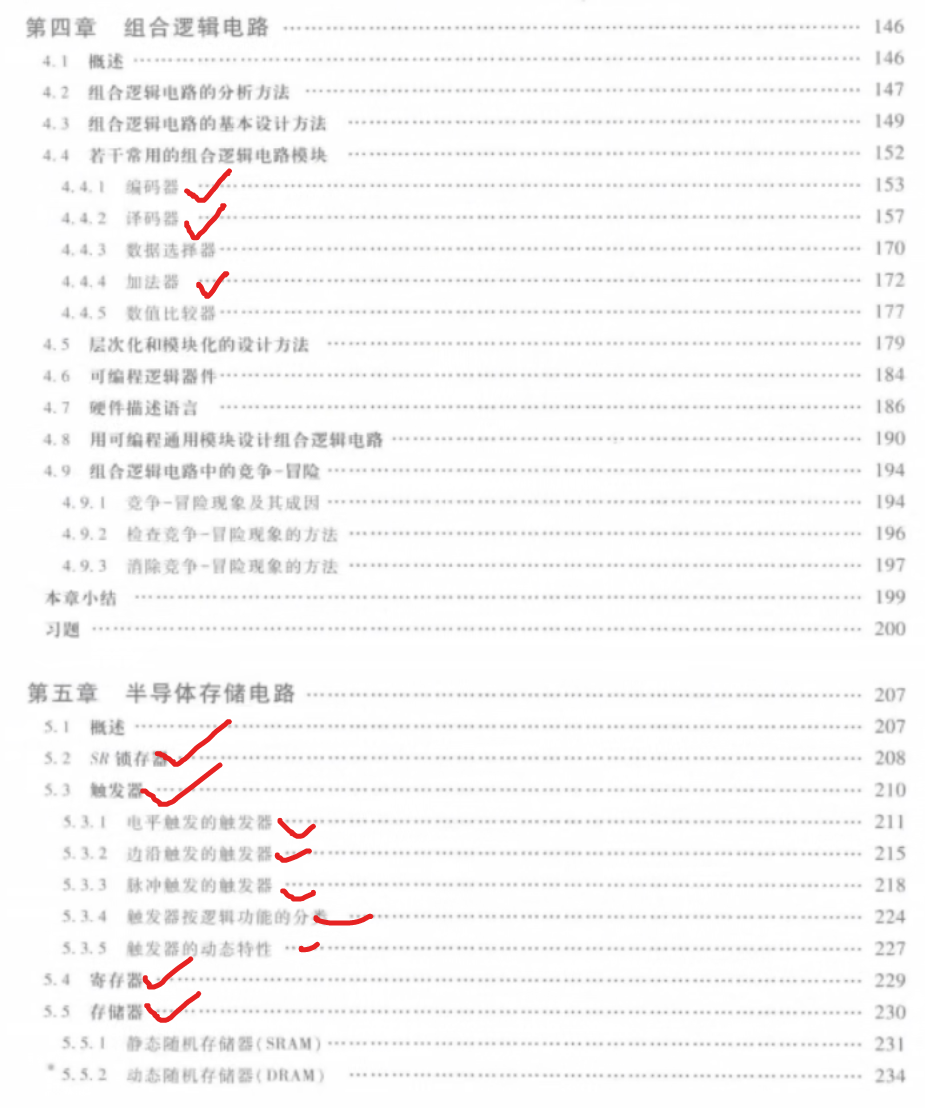 第四章 组合逻辑电路 …… 146
4.1 概述 …… 146
4.2 组合逻辑电路的分析方法 …… 147
4.3 组合逻辑电路的基本设计方法 …… 149
4.4 若干常用的组合逻辑电路模块 …… 152
4.4.1 编码器 …… 153
4.4.2 译码器 …… 157
4.4.3 数据选择器 …… 170
4.4.4 加法器 …… 172
4.4.5 数值比较器 …… 177
4.5 层次化和模块化的设计方法 …… 179
4.6 可编程逻辑器件 …… 184
4.7 硬件描述语言 …… 186
4.8 用可编程通用模块设计组合逻辑电路 …… 190
4.9 组合逻辑电路中的竞争-冒险 …… 194
4.9.1 竞争-冒险现象及其成因 …… 194
4.9.2 检查竞争-冒险现象的方法 …… 196
4.9.3 消除竞争-冒险现象的方法 …… 197
本章小结 …… 199
习题 …… 200
第五章 半导体存储电路 …… 207
5.1 概述 …… 207
5.2 SR 锁存器 …… 208
5.3 触发器 …… 210
5.3.1 电平触发的触发器 …… 211
5.3.2 边沿触发的触发器 …… 215
5.3.3 脉冲触发的触发器 …… 218
5.3.4 触发器按逻辑功能的分类 …… 224
5.3.5 触发器的动态特性 …… 227
5.4 寄存器 …… 229
5.5 存储器 …… 230
5.5.1 静态随机存储器(SRAM) …… 231
*5.5.2 动态随机存储器(DRAM) …… 234